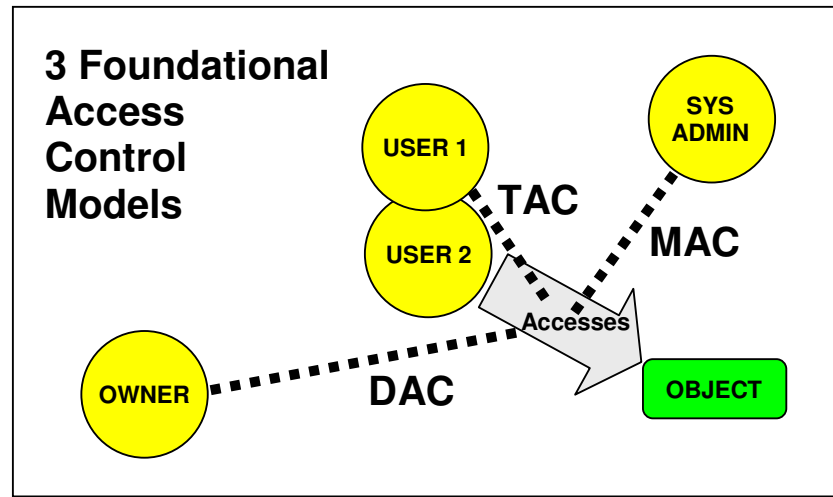 3 Foundational
Access
Control
Models
USER 1
SYS
ADMIN
TAC
USER 2
MAC
Accesses
OWNER
DAC
OBJECT